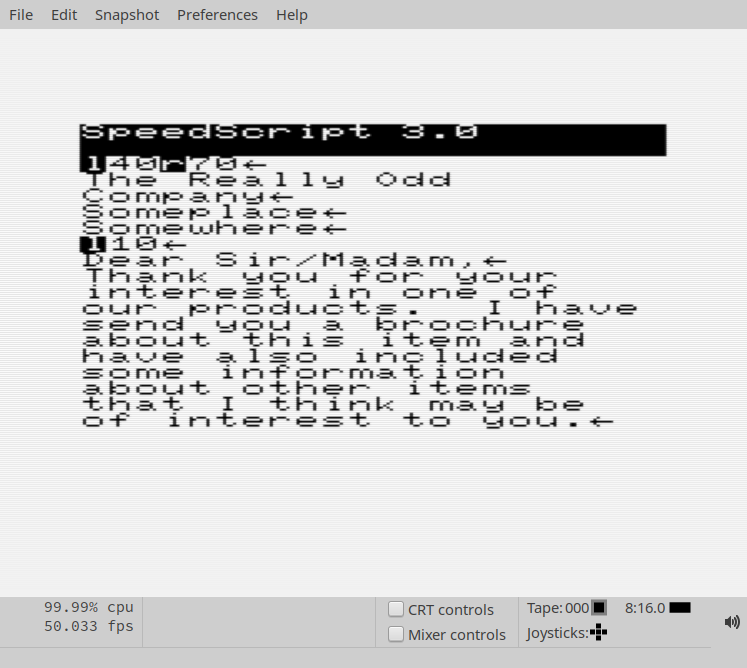 File Edit Snapshot Preferences Help
SpeedScript 3.0
l40r70←
The Really Odd
Company←
Someplace←
Somewhere←
l10←
Dear Sir/Madam,←
Thank you for your
interest in one of
our products.  I have
send you a brochure
about this item and
have also included
some information
about other items
that I think may be
of interest to you.←
99.99% cpu
50.033 fps
CRT controls
Mixer controls
Tape: 000 8:16.0
Joysticks: